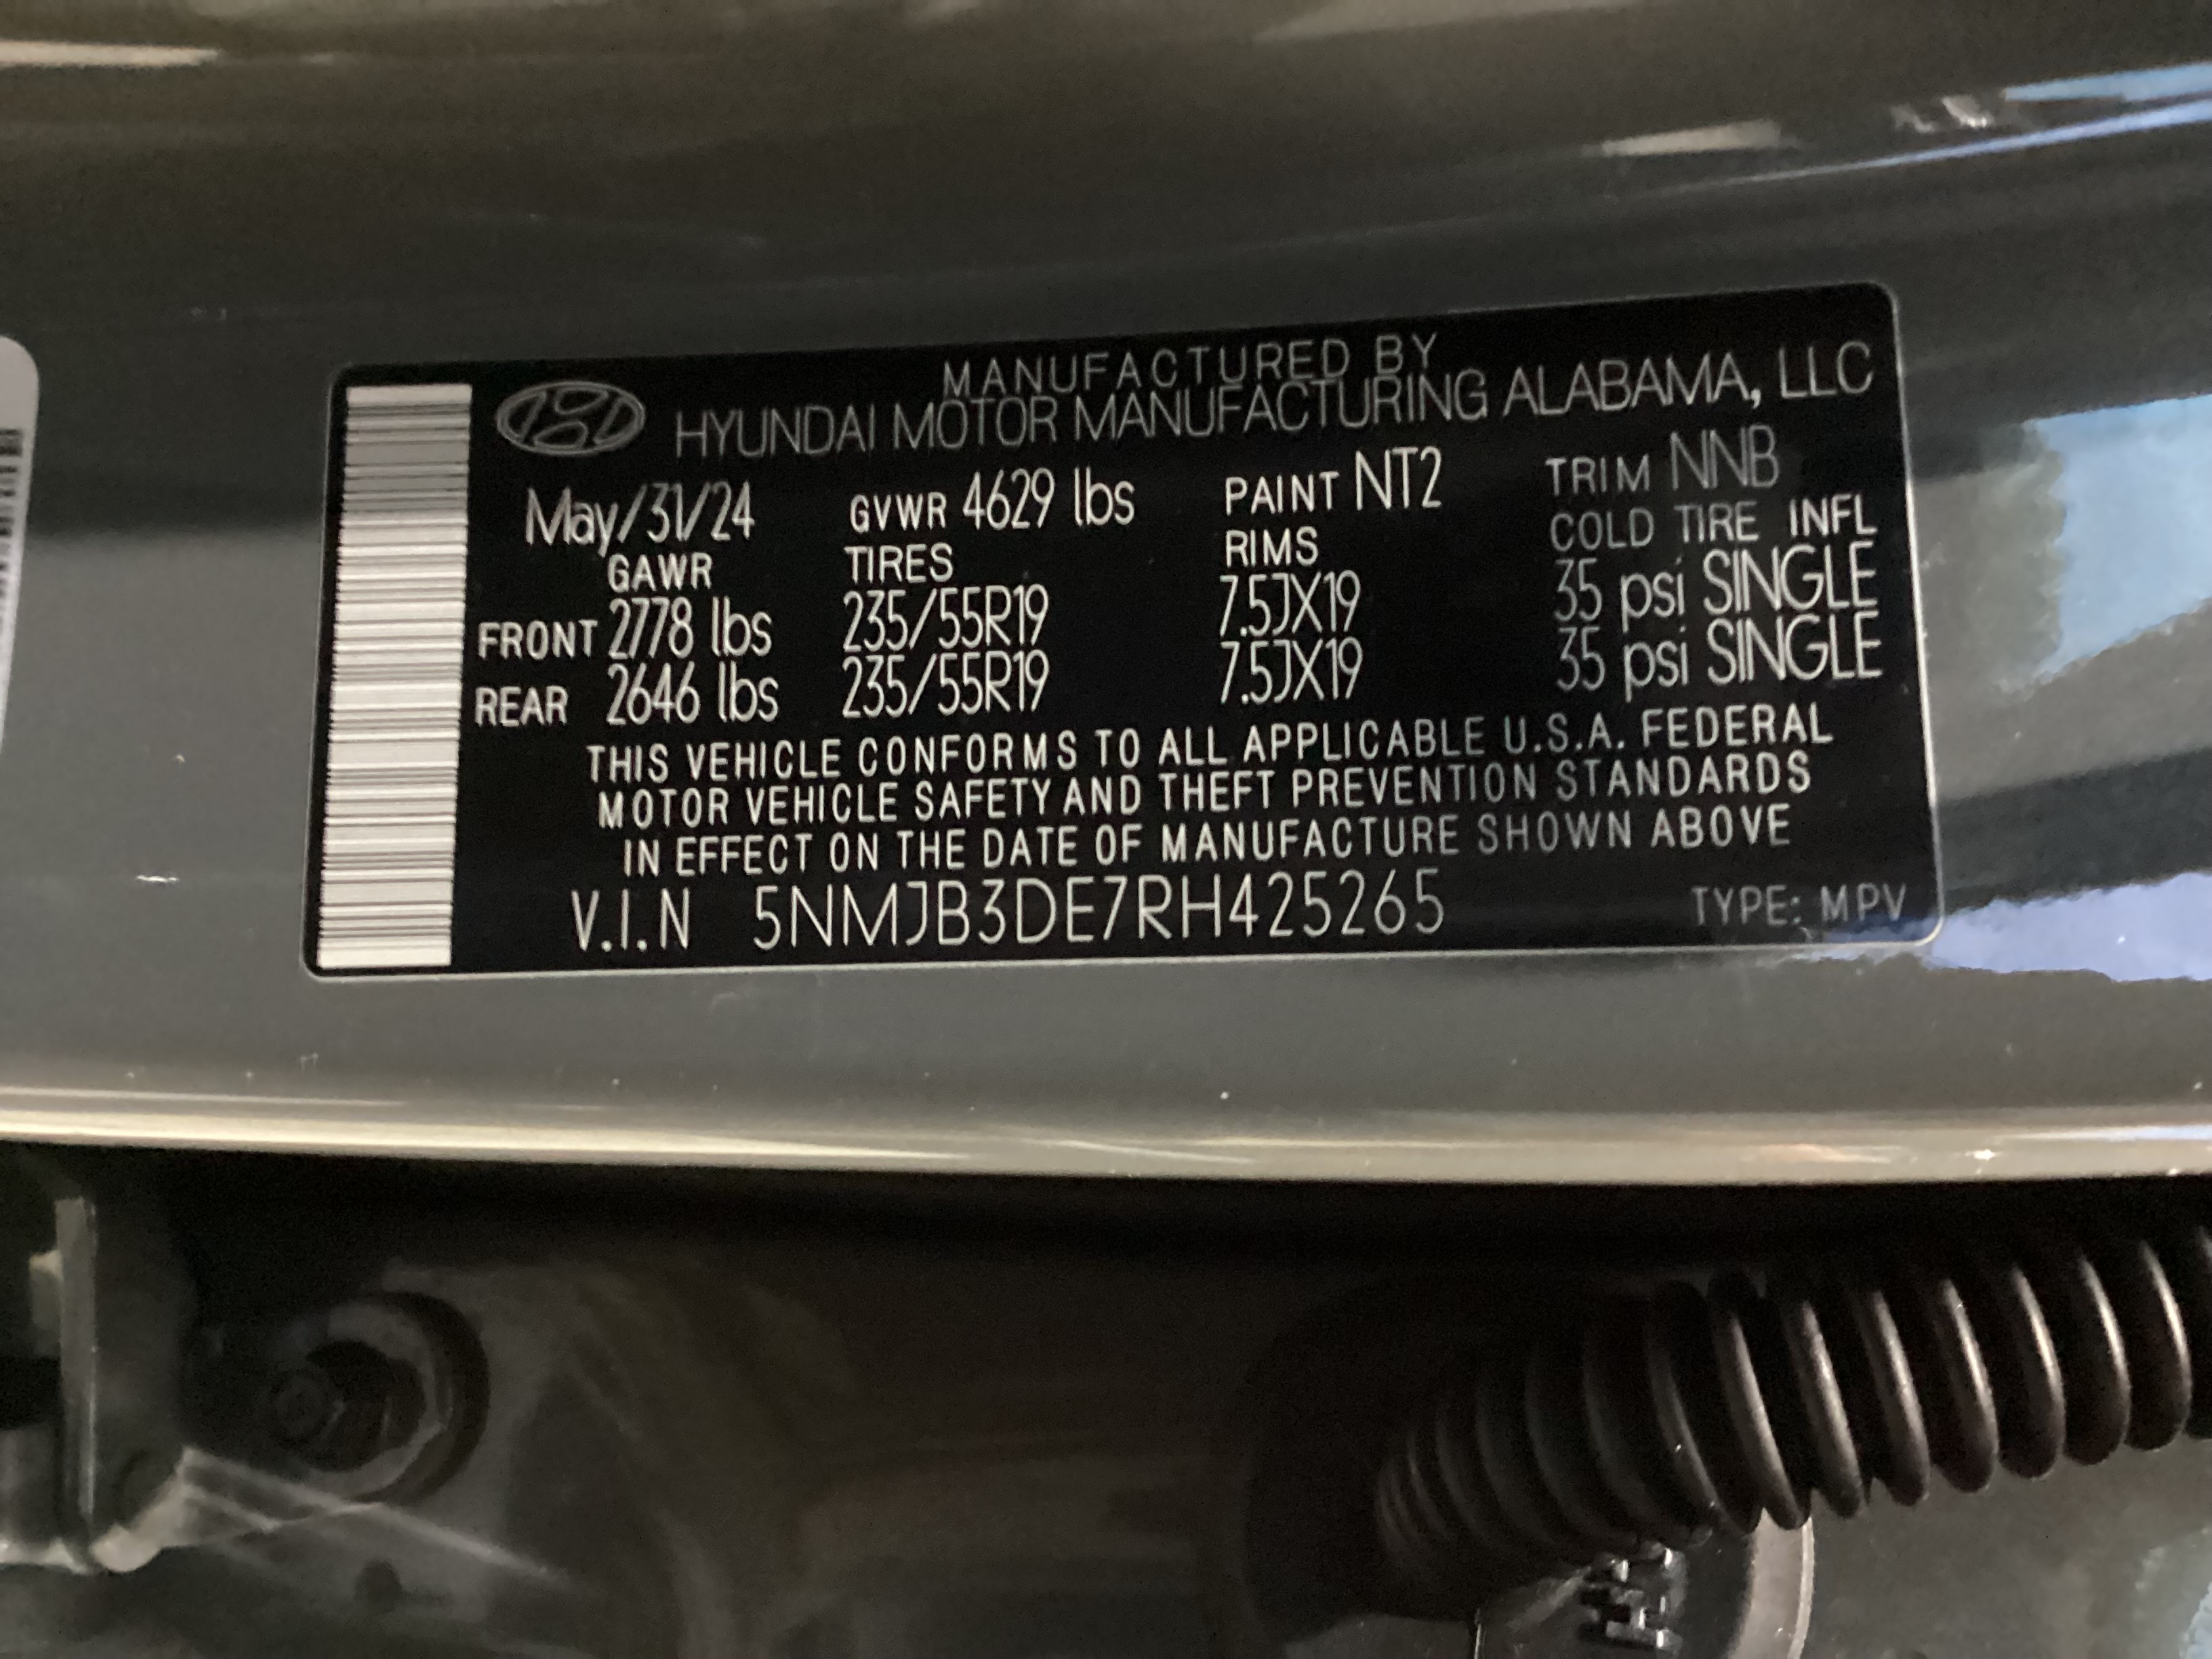 MANUFACTURED BY
HYUNDAI MOTOR MANUFACTURING ALABAMA, LLC
May/31/24 GVWR 4629 lbs PAINT NT2 TRIM NNB
GAWR TIRES RIMS COLD TIRE INFL
FRONT 2778 lbs 235/55R19 7.5JX19 35 psi SINGLE
REAR 2646 lbs 235/55R19 7.5JX19 35 psi SINGLE
THIS VEHICLE CONFORMS TO ALL APPLICABLE U.S.A. FEDERAL
MOTOR VEHICLE SAFETY AND THEFT PREVENTION STANDARDS
IN EFFECT ON THE DATE OF MANUFACTURE SHOWN ABOVE
V.I.N 5NMJB3DE7RH425265 TYPE: MPV